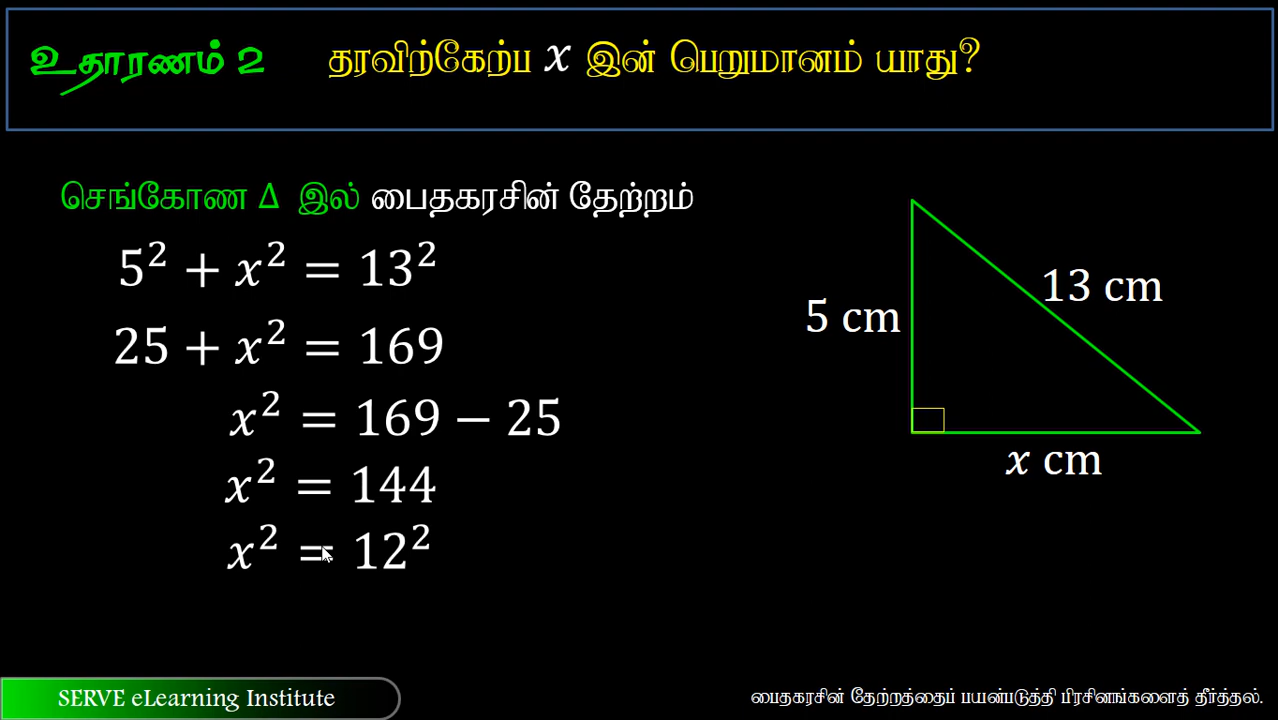 உதாரணம் 2 தரவிற்கேற்ப x இன் பெறுமானம் யாது?
செங்கோண Δ இல் பைதகரசின் தேற்றம்
5² + x² = 13²
25 + x² = 169
x² = 169 − 25
x² = 144
x² = 12²
13 cm
5 cm
x cm
SERVE eLearning Institute
பைதகரசின் தேற்றத்தைப் பயன்படுத்தி பிரசினங்களைத் தீர்த்தல்.